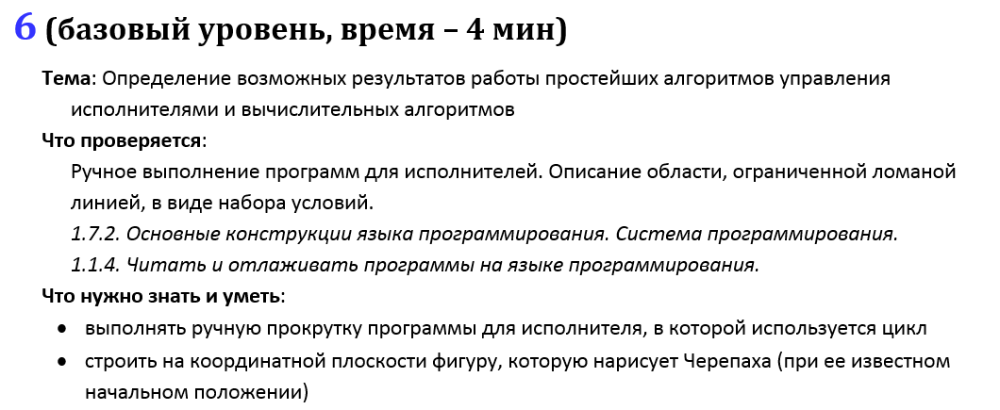 6 (базовый уровень, время – 4 мин)
Тема: Определение возможных результатов работы простейших алгоритмов управления
исполнителями и вычислительных алгоритмов
Что проверяется:
Ручное выполнение программ для исполнителей. Описание области, ограниченной ломаной
линией, в виде набора условий.
1.7.2. Основные конструкции языка программирования. Система программирования.
1.1.4. Читать и отлаживать программы на языке программирования.
Что нужно знать и уметь:
• выполнять ручную прокрутку программы для исполнителя, в которой используется цикл
• строить на координатной плоскости фигуру, которую нарисует Черепаха (при ее известном
начальном положении)